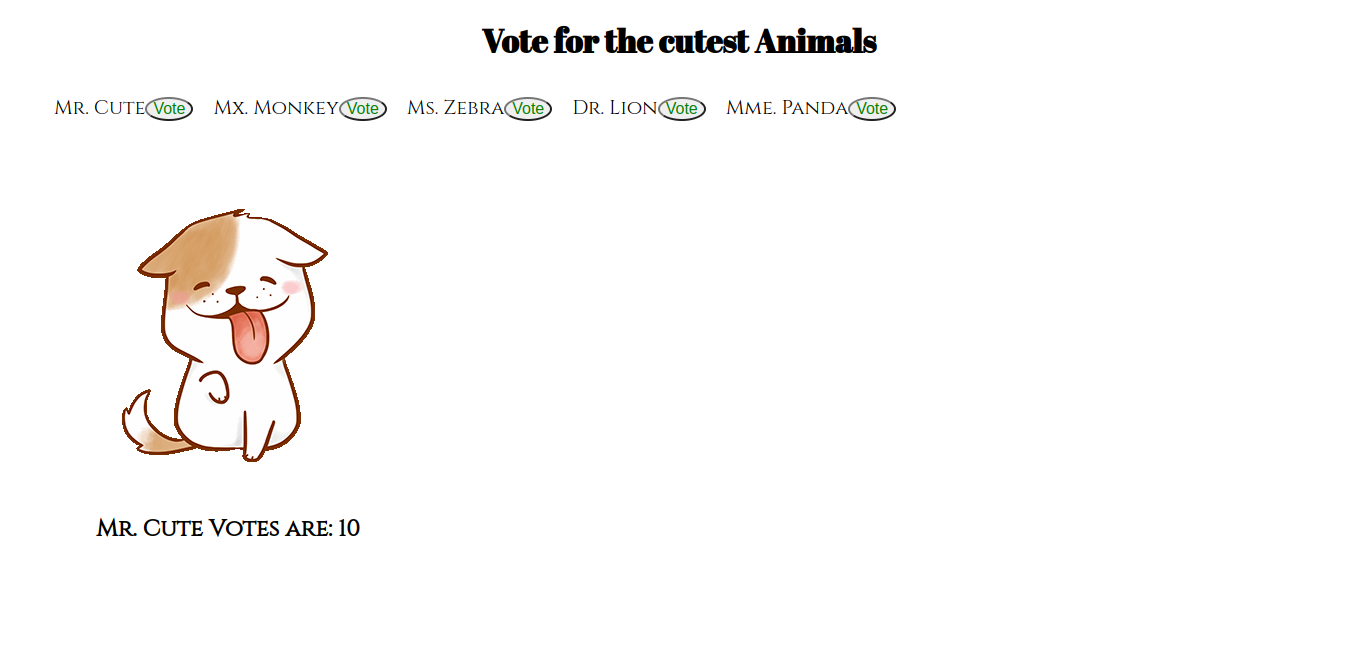 Vote for the cutest Animals
Mr. Cute Vote Mx. Monkey Vote Ms. Zebra Vote Dr. Lion Vote Mme. Panda Vote
Mr. Cute Votes are: 10